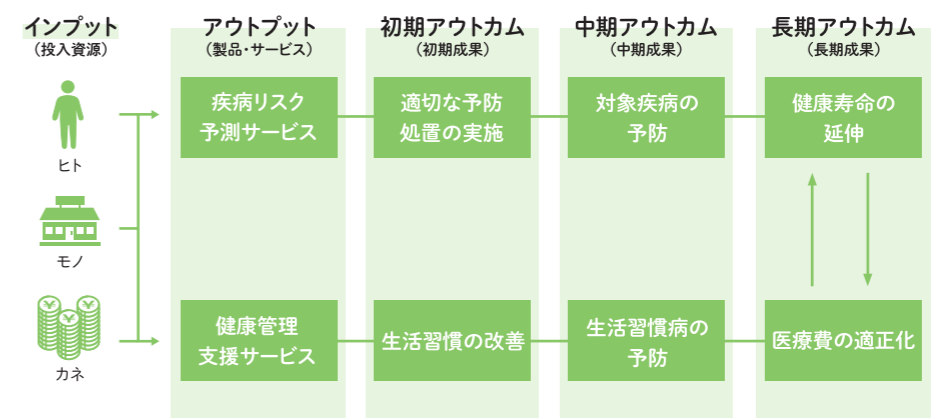 インプット
（投入資源）
アウトプット
（製品・サービス）
初期アウトカム
（初期成果）
中期アウトカム
（中期成果）
長期アウトカム
（長期成果）
ヒト
モノ
¥ ¥
¥
カネ
疾病リスク
予測サービス
適切な予防
処置の実施
対象疾病の
予防
健康寿命の
延伸
健康管理
支援サービス
生活習慣の改善
生活習慣病の
予防
医療費の適正化